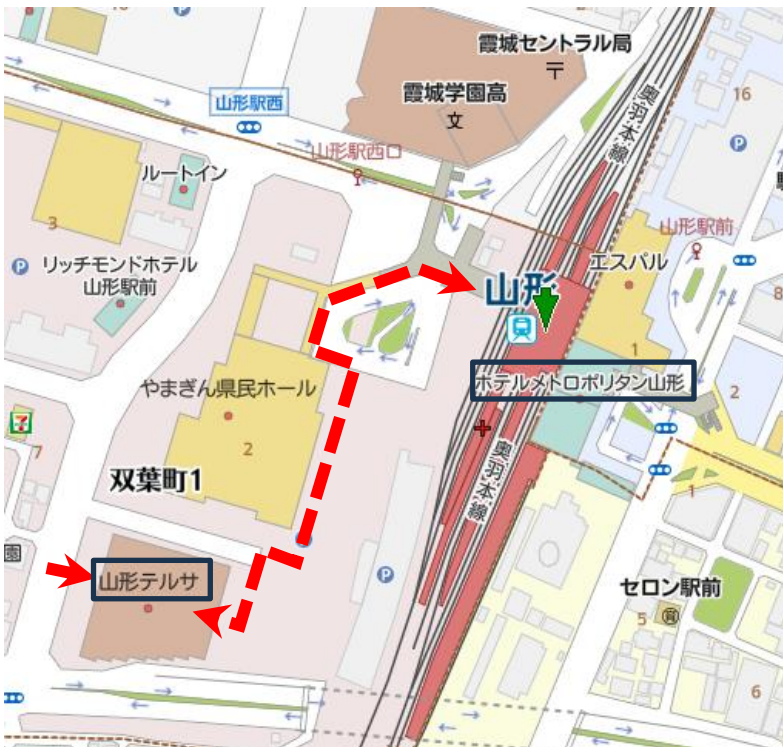 霞城セントラル局
〒
霞城学園高
文
16
P
奥羽本線
山形駅西
山形駅西口
ルートイン
3
山形駅前
P
リッチモンドホテル
山形駅前
エスパル
山形
8
1
ホテルメトロポリタン山形
やまぎん県民ホール
2
2
7
7
双葉町1
奥羽本線
1
園
山形テルサ
P
セロン駅前
5
6